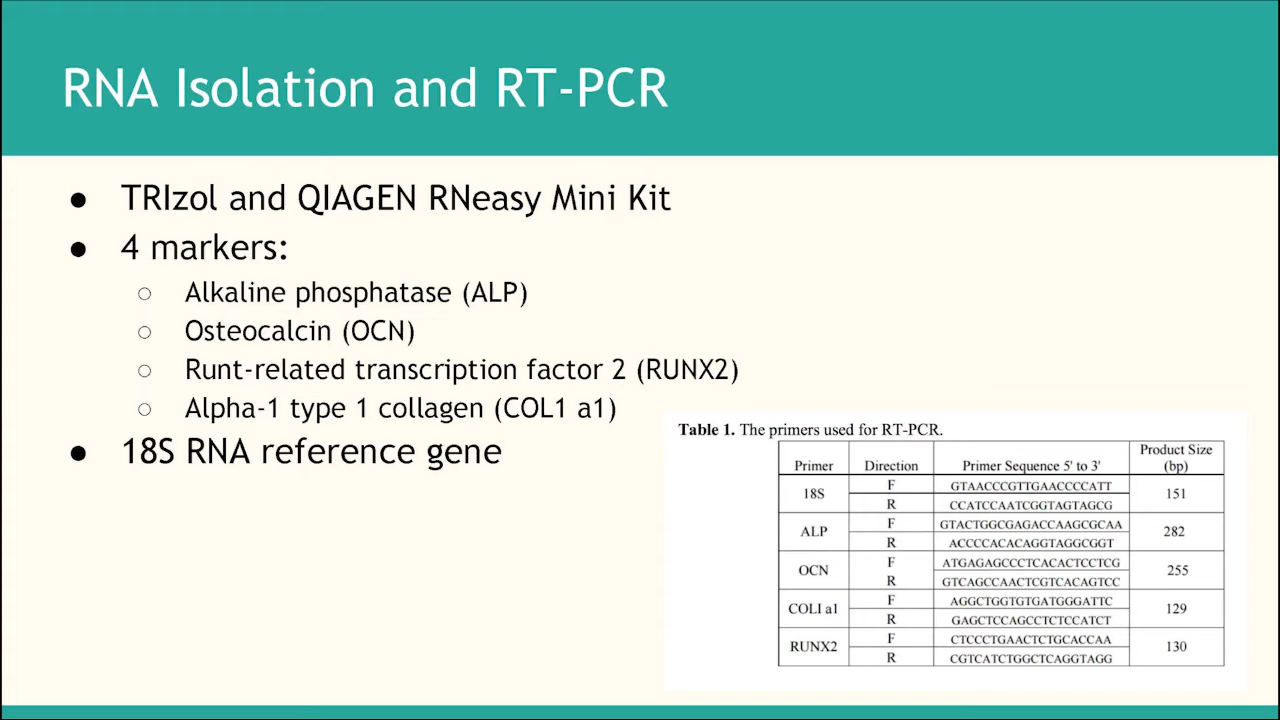 RNA Isolation and RT-PCR
● TRIzol and QIAGEN RNeasy Mini Kit
● 4 markers:
○ Alkaline phosphatase (ALP)
○ Osteocalcin (OCN)
○ Runt-related transcription factor 2 (RUNX2)
○ Alpha-1 type 1 collagen (COL1 a1)
● 18S RNA reference gene
Table 1. The primers used for RT-PCR.
Primer Direction Primer Sequence 5' to 3' Product Size (bp)
18S F GTAACCCGTTGAACCCCATT 151
R CCATCCAATCGGTAGTAGCG
ALP F GTACTGGCGAGACCAAGCGCAA 282
R ACCCCACACAGGTAGGCGGT
OCN F ATGAGAGCCCTCACACTCCTCG 255
R GTCAGCCAACTCGTCACAGTCC
COLI a1 F AGGCTGGTGTGATGGGATTC 129
R GAGCTCCAGCCTCTCCATCT
RUNX2 F CTCCCTGAACTCTGCACCAA 130
R CGTCATCTGGCTCAGGTAGG